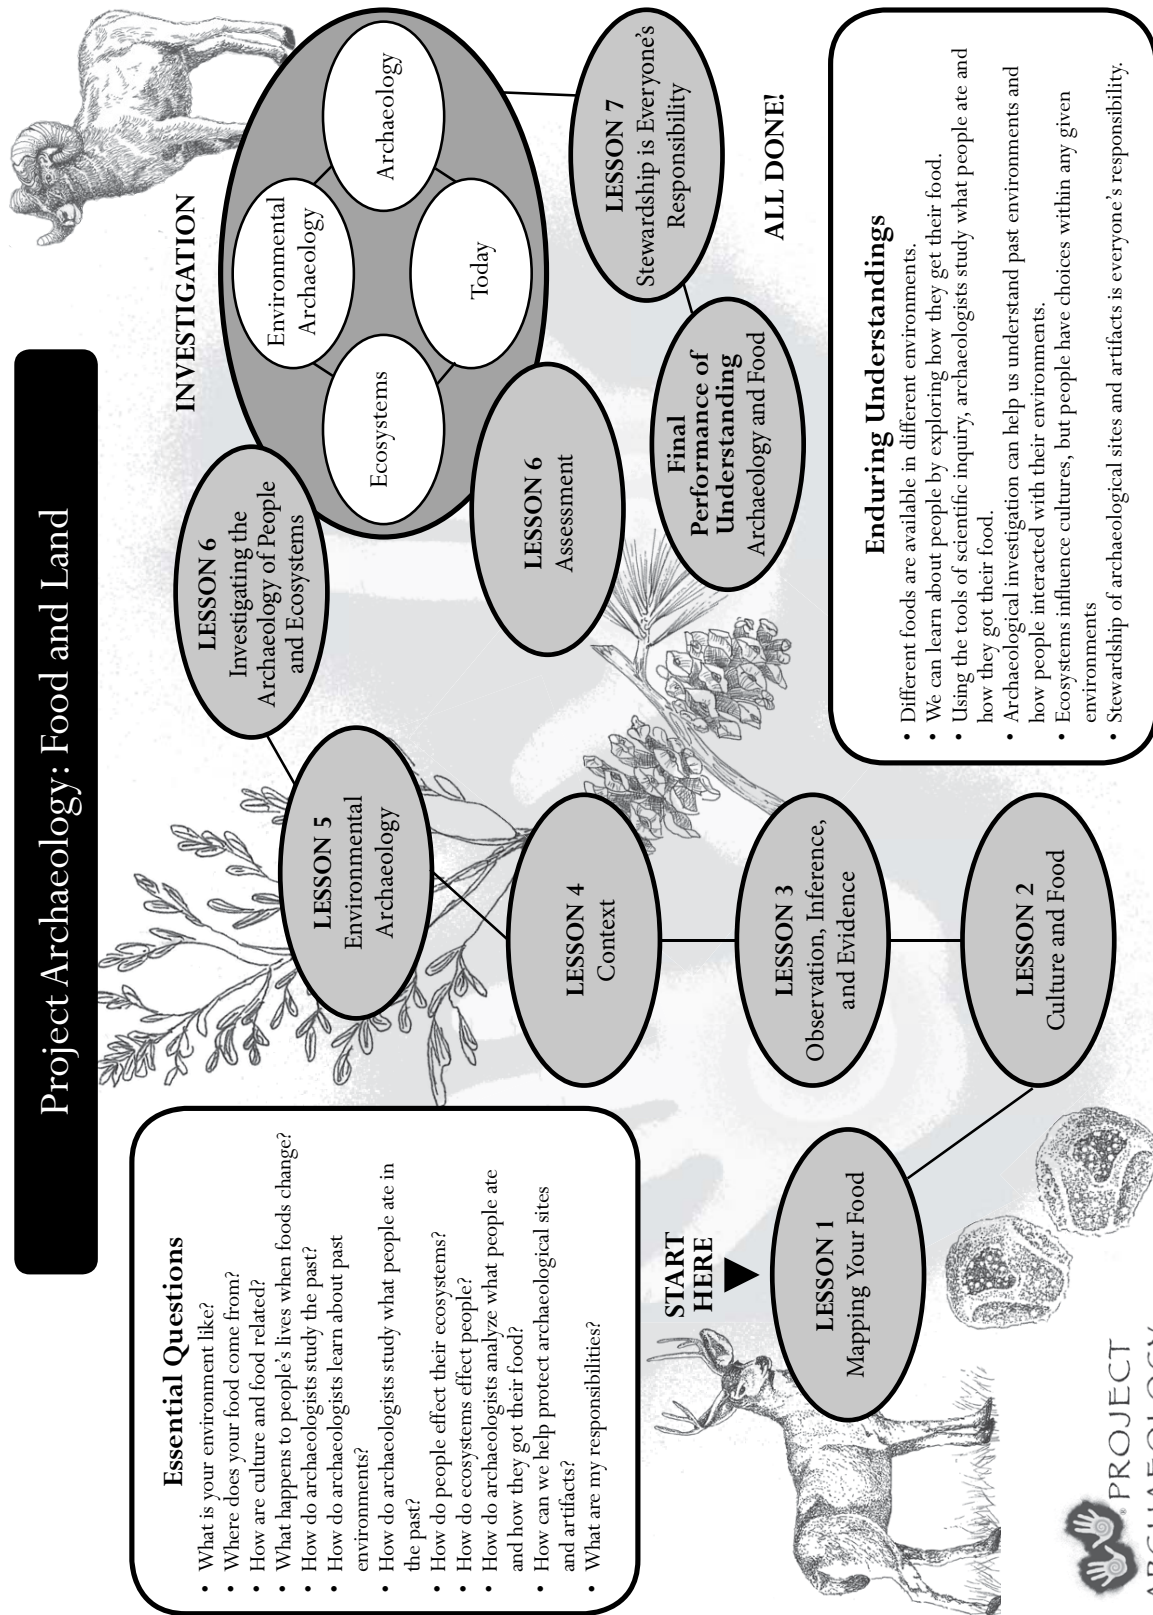 Project Archaeology: Food and Land
Essential Questions
• What is your environment like?
• Where does your food come from?
• How are culture and food related?
• What happens to people's lives when foods change?
• How do archaeologists study the past?
• How do archaeologists learn about past
environments?
• How do archaeologists study what people ate in
the past?
• How do people effect their ecosystems?
• How do ecosystems effect people?
• How do archaeologists analyze what people ate
and how they got their food?
• How can we help protect archaeological sites
and artifacts?
• What are my responsibilities?
START
HERE
LESSON 1
Mapping Your Food
LESSON 2
Culture and Food
LESSON 3
Observation, Inference,
and Evidence
LESSON 4
Context
LESSON 5
Environmental
Archaeology
LESSON 6
Investigating the
Archaeology of People
and Ecosystems
INVESTIGATION
Ecosystems
Environmental
Archaeology
Archaeology
Today
LESSON 6
Assessment
LESSON 7
Stewardship is Everyone's
Responsibility
Final
Performance of
Understanding
Archaeology and Food
ALL DONE!
Enduring Understandings
• Different foods are available in different environments.
• We can learn about people by exploring how they get their food.
• Using the tools of scientific inquiry, archaeologists study what people ate and
how they got their food.
• Archaeological investigation can help us understand past environments and
how people interacted with their environments.
• Ecosystems influence cultures, but people have choices within any given
environments
• Stewardship of archaeological sites and artifacts is everyone's responsibility.
PROJECT
ARCHAEOLOGY